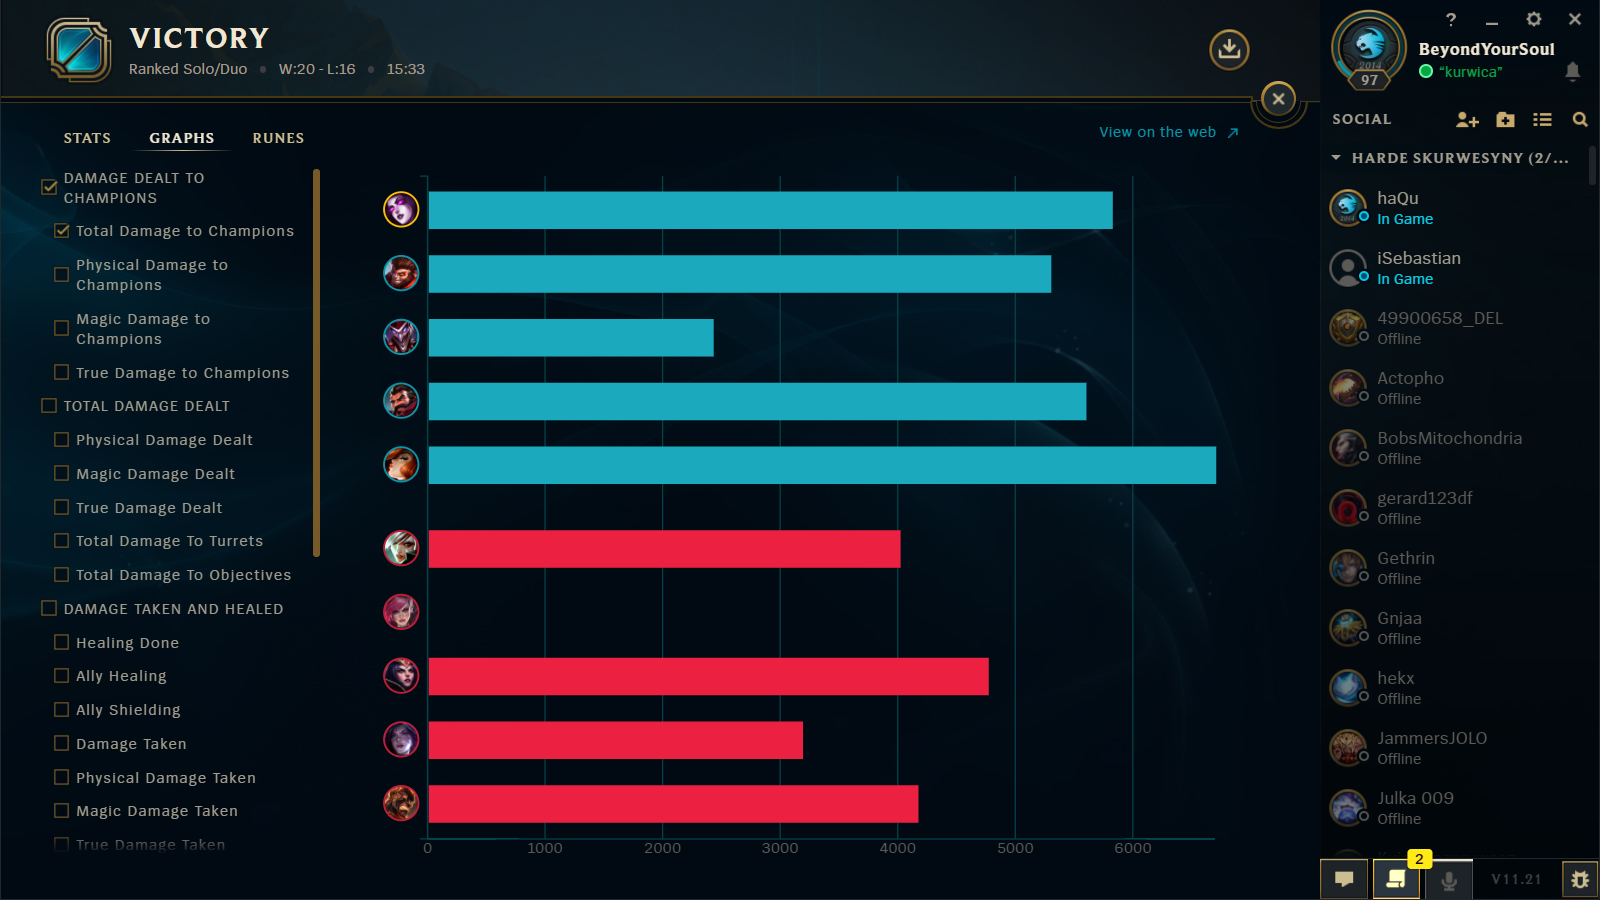 VICTORY
Ranked Solo/Duo • W:20 - L:16 • 15:33
STATS GRAPHS RUNES
View on the web
DAMAGE DEALT TO
CHAMPIONS
Total Damage to Champions
Physical Damage to
Champions
Magic Damage to
Champions
True Damage to Champions
TOTAL DAMAGE DEALT
Physical Damage Dealt
Magic Damage Dealt
True Damage Dealt
Total Damage To Turrets
Total Damage To Objectives
DAMAGE TAKEN AND HEALED
Healing Done
Ally Healing
Ally Shielding
Damage Taken
Physical Damage Taken
Magic Damage Taken
True Damage Taken
0 1000 2000 3000 4000 5000 6000
?
2014
97
BeyondYourSoul
“kurwica”
SOCIAL
HARDE SKURWESYNY (2/...
haQu
In Game
iSebastian
In Game
49900658_DEL
Offline
Actopho
Offline
BobsMitochondria
Offline
gerard123df
Offline
Gethrin
Offline
Gnjaa
Offline
hekx
Offline
JammersJOLO
Offline
Julka 009
Offline
2
V11.21